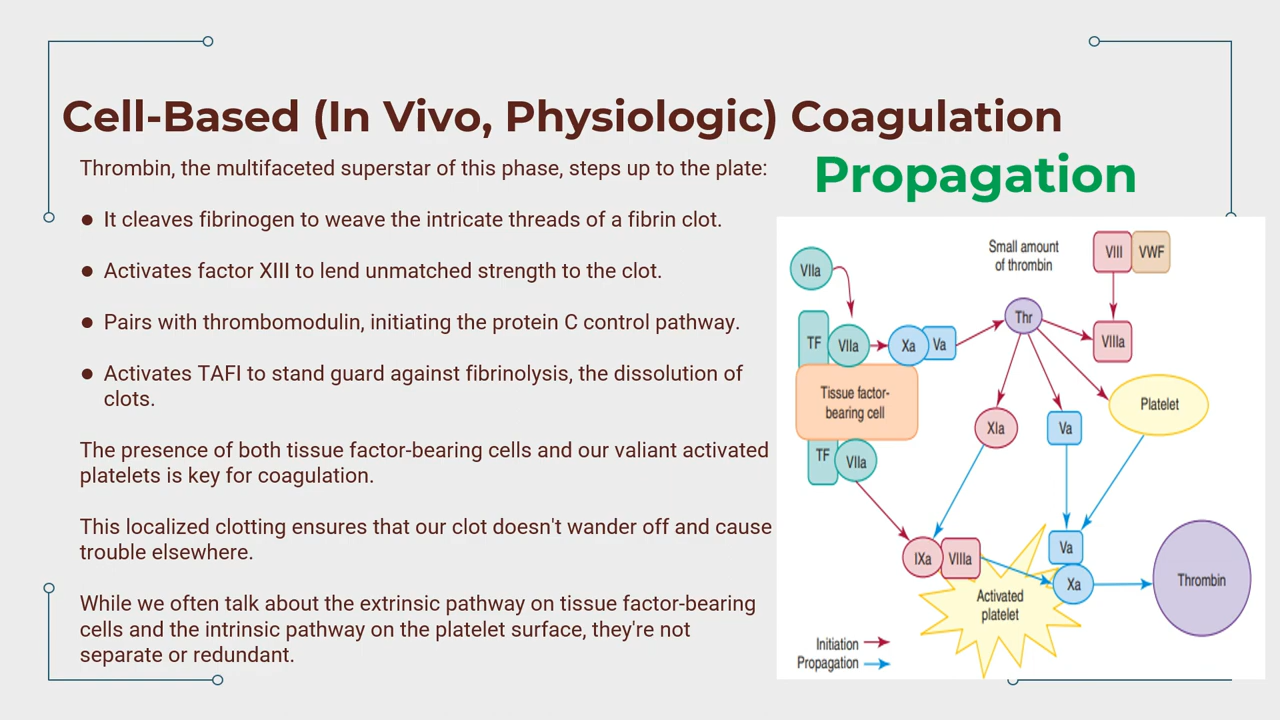 Cell-Based (In Vivo, Physiologic) Coagulation
Propagation
Thrombin, the multifaceted superstar of this phase, steps up to the plate:
● It cleaves fibrinogen to weave the intricate threads of a fibrin clot.
● Activates factor XIII to lend unmatched strength to the clot.
● Pairs with thrombomodulin, initiating the protein C control pathway.
● Activates TAFI to stand guard against fibrinolysis, the dissolution of
clots.
The presence of both tissue factor-bearing cells and our valiant activated
platelets is key for coagulation.
This localized clotting ensures that our clot doesn't wander off and cause
trouble elsewhere.
While we often talk about the extrinsic pathway on tissue factor-bearing
cells and the intrinsic pathway on the platelet surface, they're not
separate or redundant.
Small amount
of thrombin
VIII
VWF
VIIa
Thr
TF
VIIa
Xa
Va
VIIIa
Tissue factor-
bearing cell
Platelet
XIa
Va
TF
VIIa
IXa
VIIIa
Va
Xa
Thrombin
Activated
platelet
Initiation
Propagation